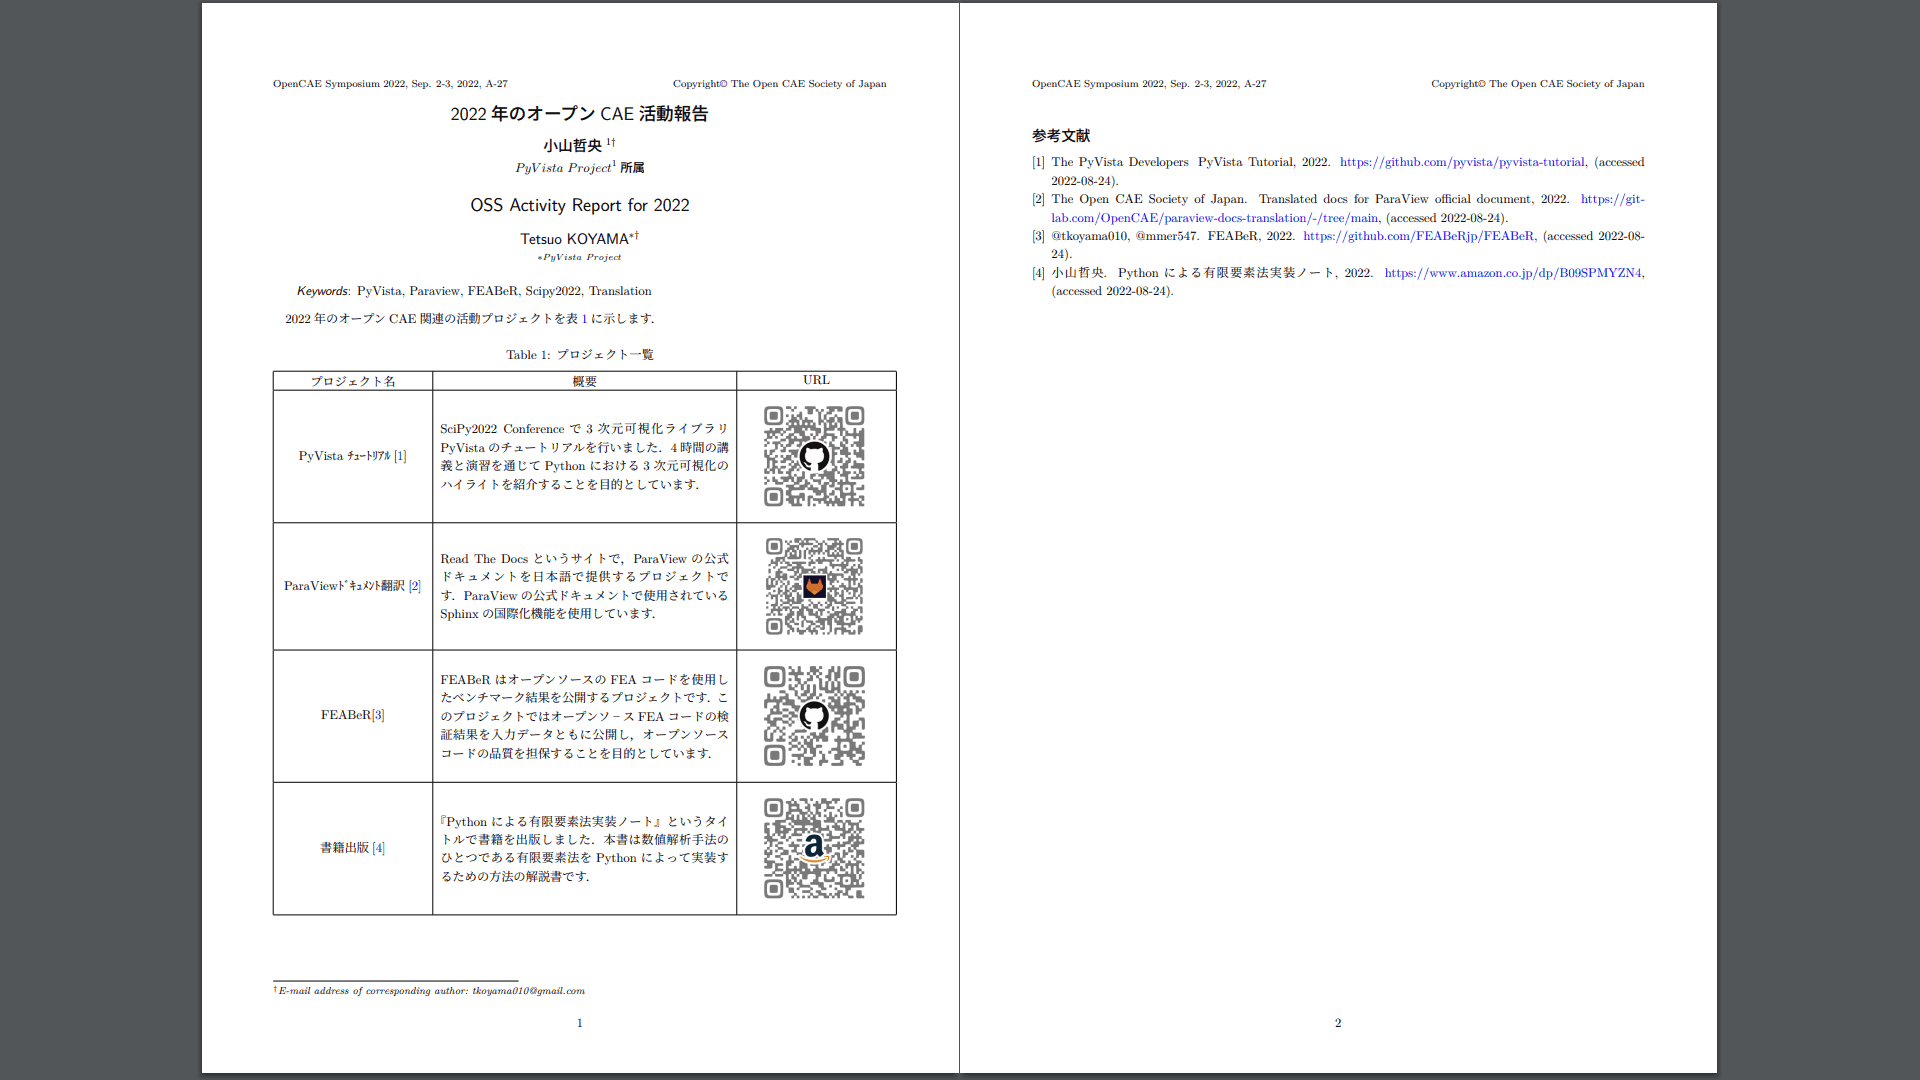 OpenCAE Symposium 2022, Sep. 2-3, 2022, A-27 Copyright© The Open CAE Society of Japan
2022 年のオープン CAE 活動報告
小山哲央 1†
PyVista Project1 所属
OSS Activity Report for 2022
Tetsuo KOYAMA*†
*PyVista Project
Keywords: PyVista, Paraview, FEABeR, Scipy2022, Translation
2022 年のオープン CAE 関連の活動プロジェクトを表 1 に示します.
Table 1: プロジェクト一覧
プロジェクト名 概要 URL
PyVista ﾁｭｰﾄﾘｱﾙ [1]
SciPy2022 Conference で 3 次元可視化ライブラリ
PyVista のチュートリアルを行いました. 4 時間の講
義と演習を通じて Python における 3 次元可視化の
ハイライトを紹介することを目的としています.
ParaViewﾄﾞｷｭﾒﾝﾄ翻訳 [2]
Read The Docs というサイトで, ParaView の公式
ドキュメントを日本語で提供するプロジェクトで
す. ParaView の公式ドキュメントで使用されている
Sphinx の国際化機能を使用しています.
FEABeR[3]
FEABeR はオープンソースの FEA コードを使用し
たベンチマーク結果を公開するプロジェクトです. こ
のプロジェクトではオープンソ−ス FEA コードの検
証結果を入力データともに公開し, オープンソース
コードの品質を担保することを目的としています.
書籍出版 [4]
『Python による有限要素法実装ノート』というタイ
トルで書籍を出版しました. 本書は数値解析手法の
ひとつである有限要素法を Python によって実装す
るための方法の解説書です.
a
†E-mail address of corresponding author: tkoyama010@gmail.com
1
OpenCAE Symposium 2022, Sep. 2-3, 2022, A-27 Copyright© The Open CAE Society of Japan
参考文献
[1] The PyVista Developers PyVista Tutorial, 2022. https://github.com/pyvista/pyvista-tutorial, (accessed
2022-08-24).
[2] The Open CAE Society of Japan. Translated docs for ParaView official document, 2022. https://git-
lab.com/OpenCAE/paraview-docs-translation/-/tree/main, (accessed 2022-08-24).
[3] @tkoyama010, @mmer547. FEABeR, 2022. https://github.com/FEABeRjp/FEABeR, (accessed 2022-08-
24).
[4] 小山哲央. Python による有限要素法実装ノート, 2022. https://www.amazon.co.jp/dp/B09SPMYZN4,
(accessed 2022-08-24).
2